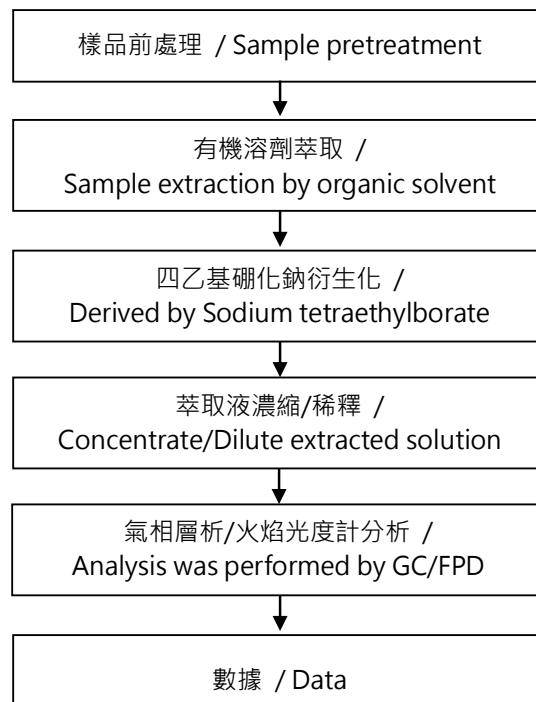 樣品前處理 / Sample pretreatment
有機溶劑萃取 /
Sample extraction by organic solvent
四乙基硼化鈉衍生化 /
Derived by Sodium tetraethylborate
萃取液濃縮/稀釋 /
Concentrate/Dilute extracted solution
氣相層析/火焰光度計分析 /
Analysis was performed by GC/FPD
數據 / Data